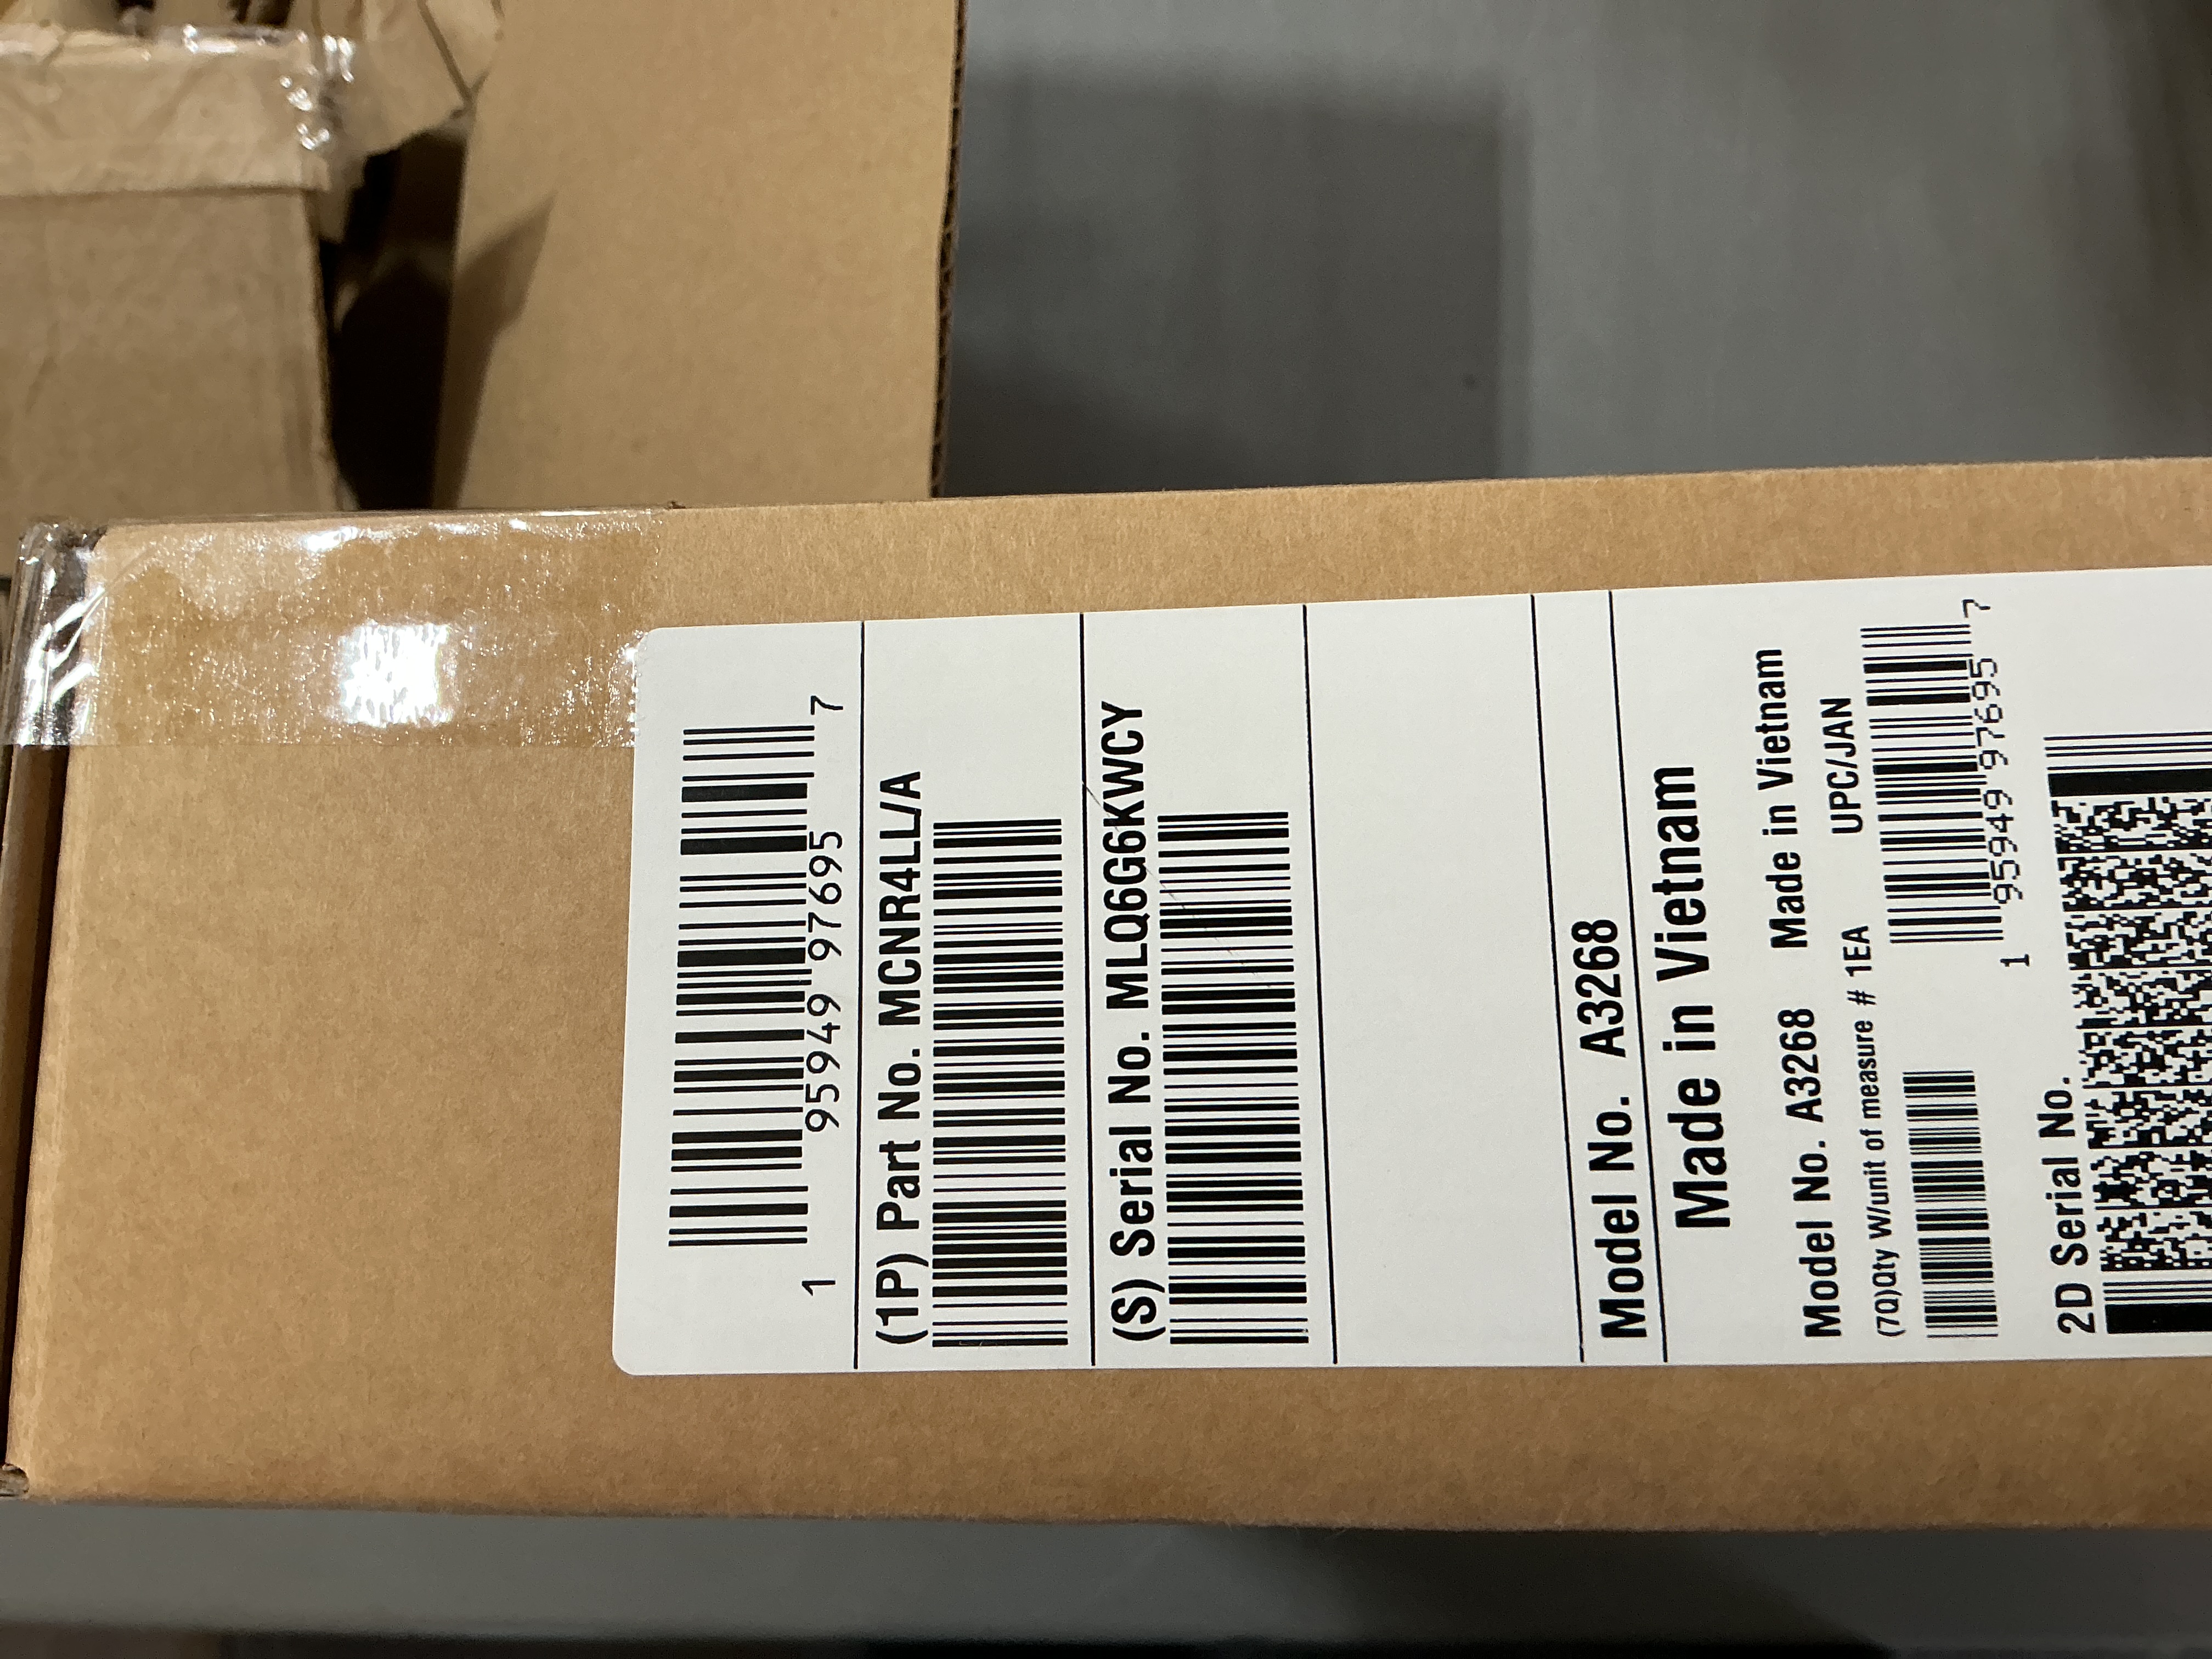 1 95949 97695 7
(1P) Part No. MCNR4LL/A
(S) Serial No. MLQ6G6KWCY
Model No. A3268
Made in Vietnam
Model No. A3268 Made in Vietnam
(7Q)Qty W/unit of measure # 1EA UPC/JAN
1 95949 97695 7
2D Serial No.